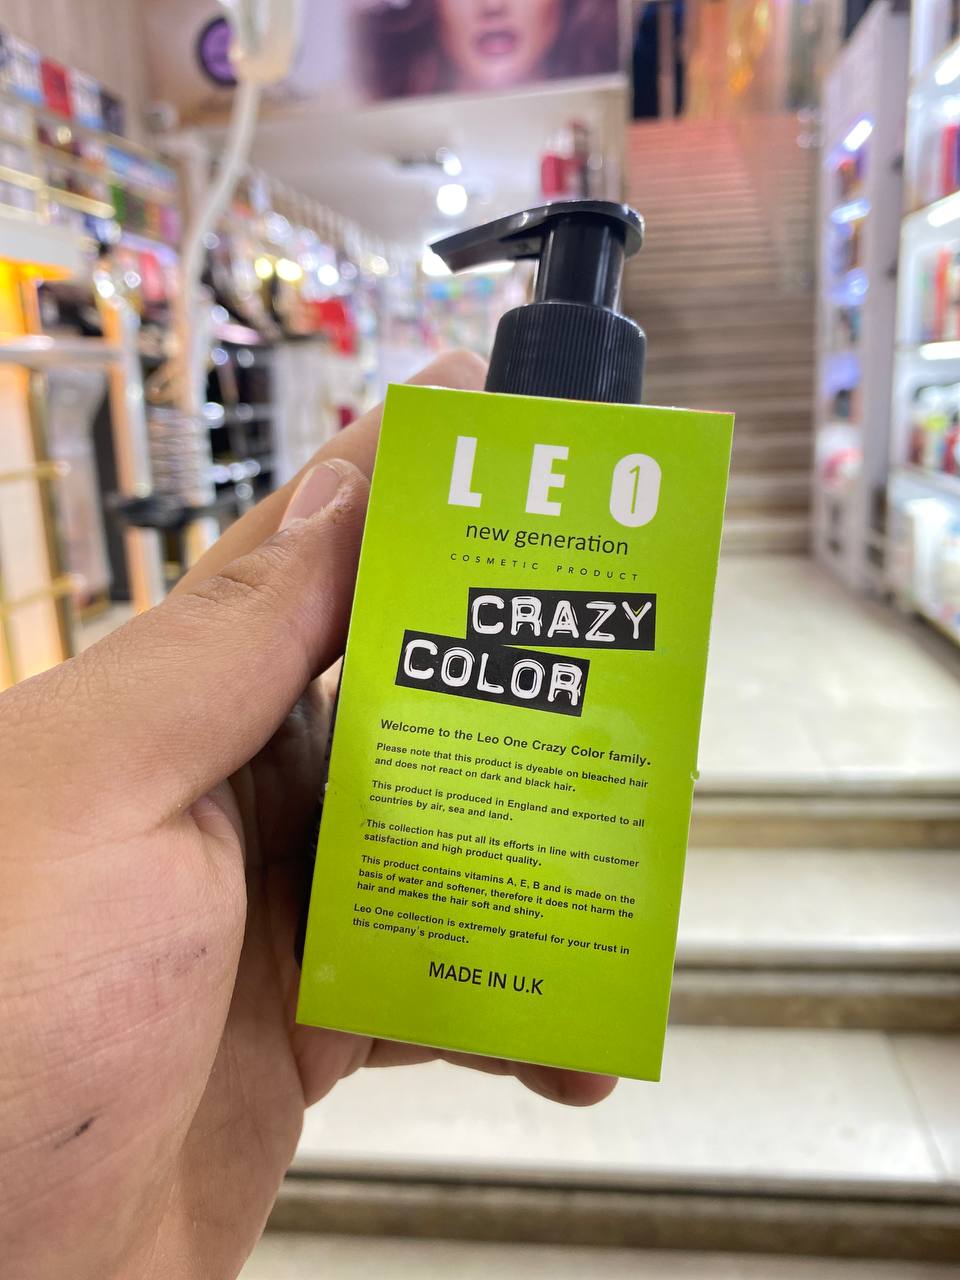 LEO
1
new generation
COSMETIC PRODUCT
CRAZY
COLOR
Welcome to the Leo One Crazy Color family.
Please note that this product is dyeable on bleached hair
and does not react on dark and black hair.
This product is produced in England and exported to all
countries by air, sea and land.
This collection has put all its efforts in line with customer
satisfaction and high product quality.
This product contains vitamins A, E, B and is made on the
basis of water and softener, therefore it does not harm the
hair and makes the hair soft and shiny.
Leo One collection is extremely grateful for your trust in
this company's product.
MADE IN U.K